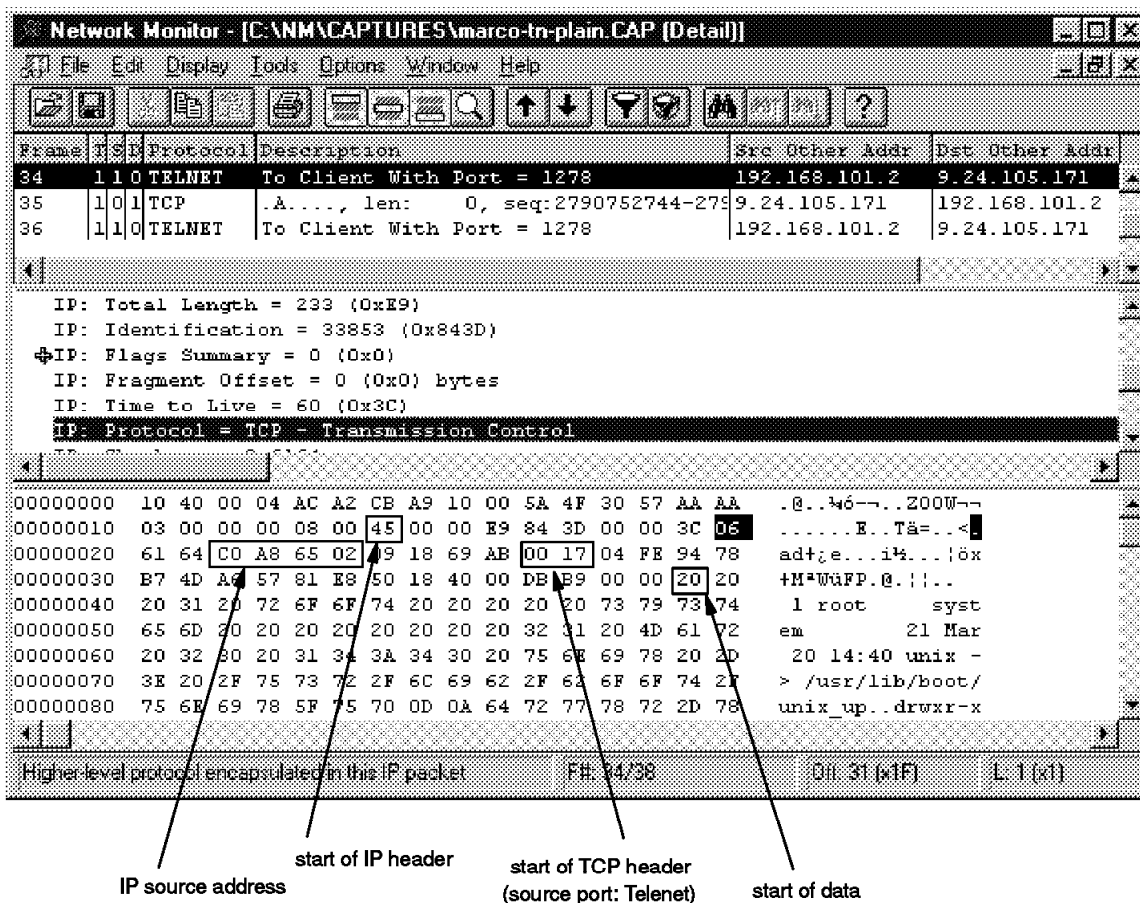 Network Monitor - [C:\NM\CAPTURES\marco-tn-plain.CAP (Detail)]
File Edit Display Tools Options Window Help
Frame T S D Protocol Description Src Other Addr Dst Other Addr
34 1 1 0 TELNET To Client With Port = 1278 192.168.101.2 9.24.105.171
35 1 0 1 TCP .A...., len: 0, seq:2790752744-279 9.24.105.171 192.168.101.2
36 1 1 0 TELNET To Client With Port = 1278 192.168.101.2 9.24.105.171
IP: Total Length = 233 (0xE9)
IP: Identification = 33853 (0x843D)
IP: Flags Summary = 0 (0x0)
IP: Fragment Offset = 0 (0x0) bytes
IP: Time to Live = 60 (0x3C)
IP: Protocol = TCP - Transmission Control
00000000 10 40 00 04 AC A2 CB A9 10 00 5A 4F 30 57 AA AA .@..¼ó¬¬..ZO0W¬¬
00000010 03 00 00 00 08 00 45 00 00 E9 84 3D 00 00 3C 06 ......E..Tä=..<.
00000020 61 64 C0 A8 65 02 09 18 69 AB 00 17 04 FE 94 78 ad+¿e...i½...¦öx
00000030 B7 4D A6 57 81 E8 50 18 40 00 DB B9 00 00 20 20 +MªWüFP.@.¦¦..
00000040 20 31 20 72 6F 6F 74 20 20 20 20 20 73 79 73 74 1 root syst
00000050 65 6D 20 20 20 20 20 20 20 20 32 31 20 4D 61 72 em 21 Mar
00000060 20 32 30 20 31 34 3A 34 30 20 75 6E 69 78 20 2D 20 14:40 unix -
00000070 3E 20 2F 75 73 72 2F 6C 69 62 2F 62 6F 6F 74 2F > /usr/lib/boot/
00000080 75 6E 69 78 5F 75 70 0D 0A 64 72 77 78 72 2D 78 unix_up..drwxr-x
Higher-level protocol encapsulated in this IP packet F#: 34/38 Off: 31 (x1F) L: 1 (x1)
IP source address
start of IP header
start of TCP header
(source port: Telenet)
start of data